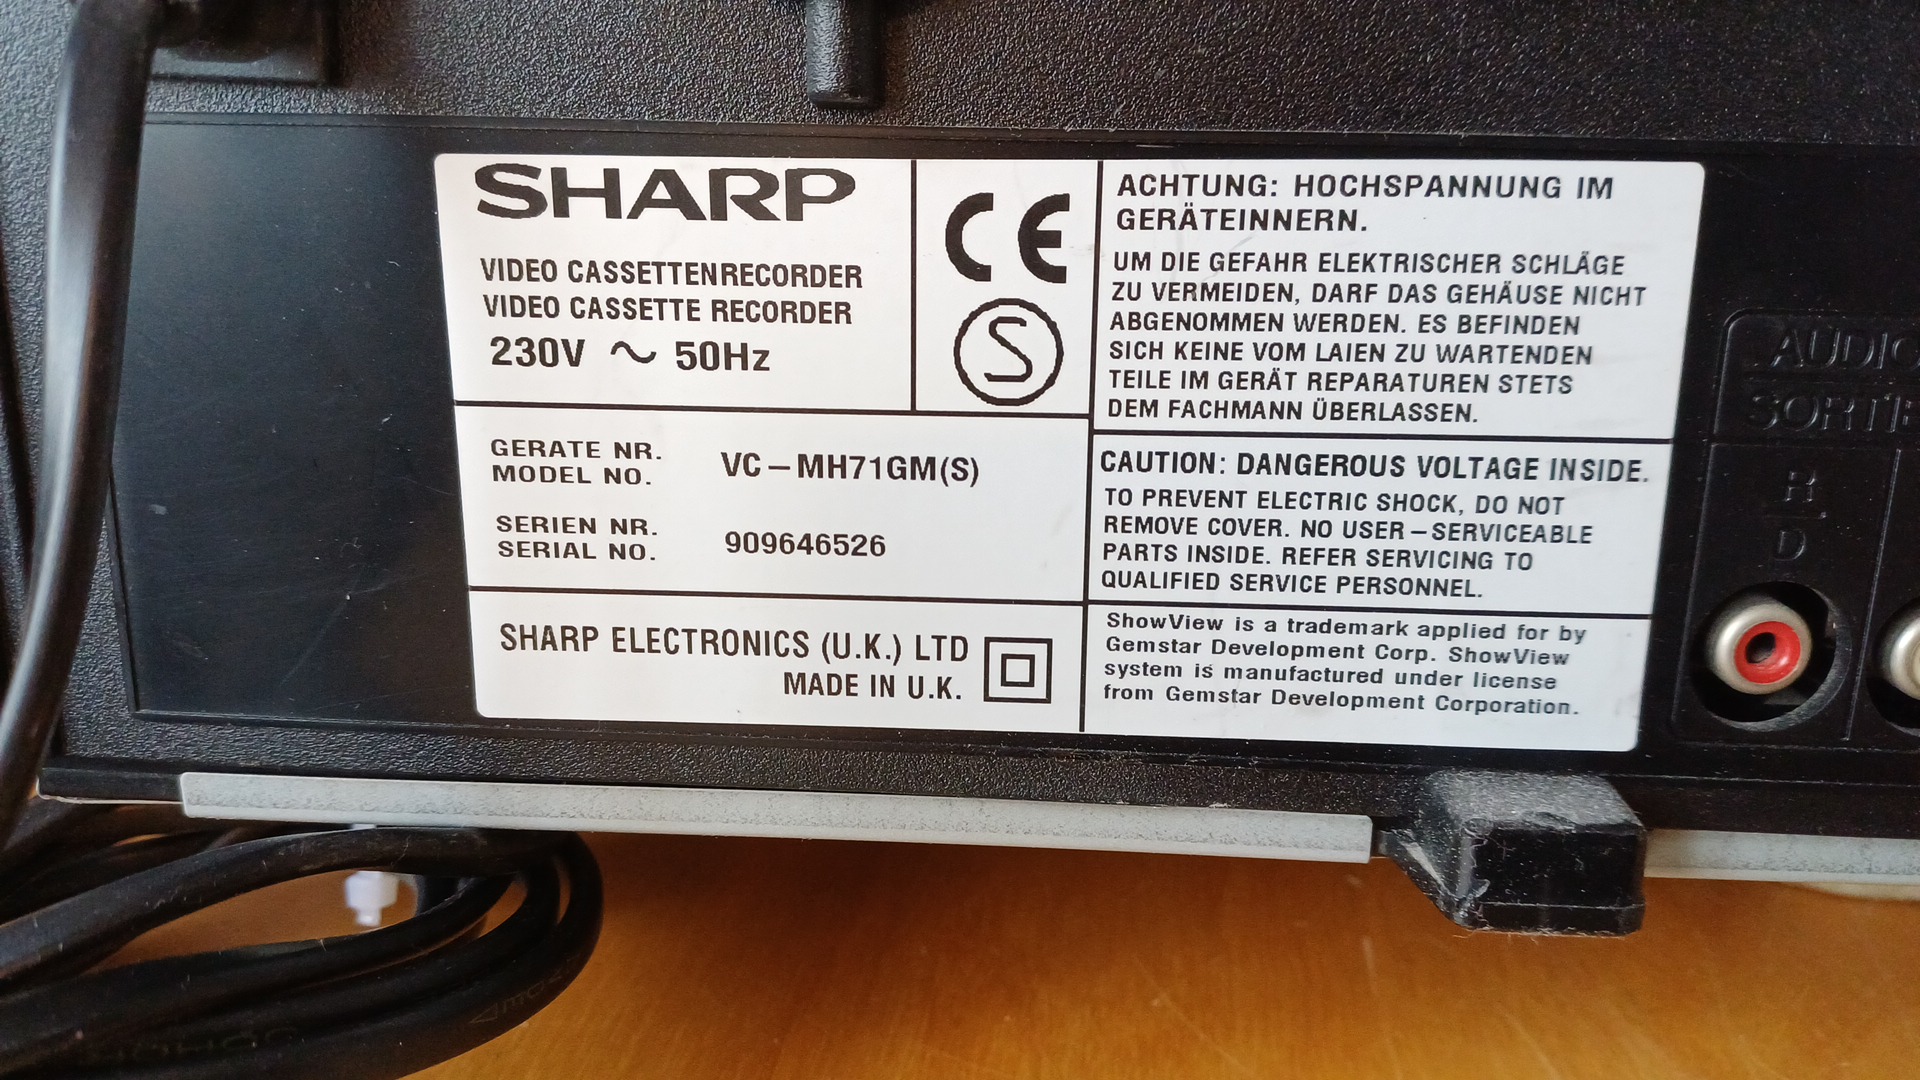 SHARP
VIDEO CASSETTENRECORDER
VIDEO CASSETTE RECORDER
230V ~ 50Hz
CE
S
GERATE NR.
MODEL NO.
VC-MH71GM(S)
SERIEN NR.
SERIAL NO.
909646526
SHARP ELECTRONICS (U.K.) LTD
MADE IN U.K.
ACHTUNG: HOCHSPANNUNG IM
GERÄTEINNERN.
UM DIE GEFAHR ELEKTRISCHER SCHLÄGE
ZU VERMEIDEN, DARF DAS GEHÄUSE NICHT
ABGENOMMEN WERDEN. ES BEFINDEN
SICH KEINE VOM LAIEN ZU WARTENDEN
TEILE IM GERÄT REPARATUREN STETS
DEM FACHMANN ÜBERLASSEN.
CAUTION: DANGEROUS VOLTAGE INSIDE.
TO PREVENT ELECTRIC SHOCK, DO NOT
REMOVE COVER. NO USER-SERVICEABLE
PARTS INSIDE. REFER SERVICING TO
QUALIFIED SERVICE PERSONNEL.
ShowView is a trademark applied for by
Gemstar Development Corp. ShowView
system is manufactured under license
from Gemstar Development Corporation.
AUDIO
SORTIE
R
D